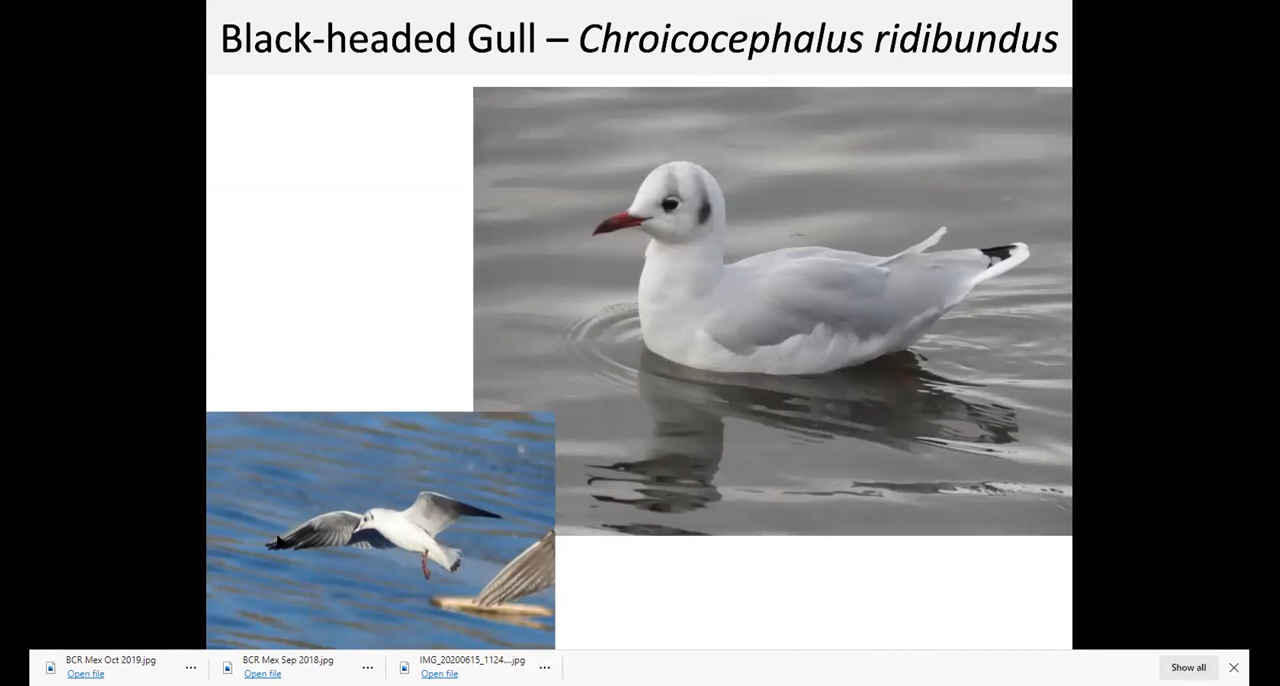 Black-headed Gull – Chroicocephalus ridibundus
BCR Mex Oct 2019.jpg
Open file
BCR Mex Sep 2018.jpg
Open file
IMG_20200615_1124....jpg
Open file
Show all